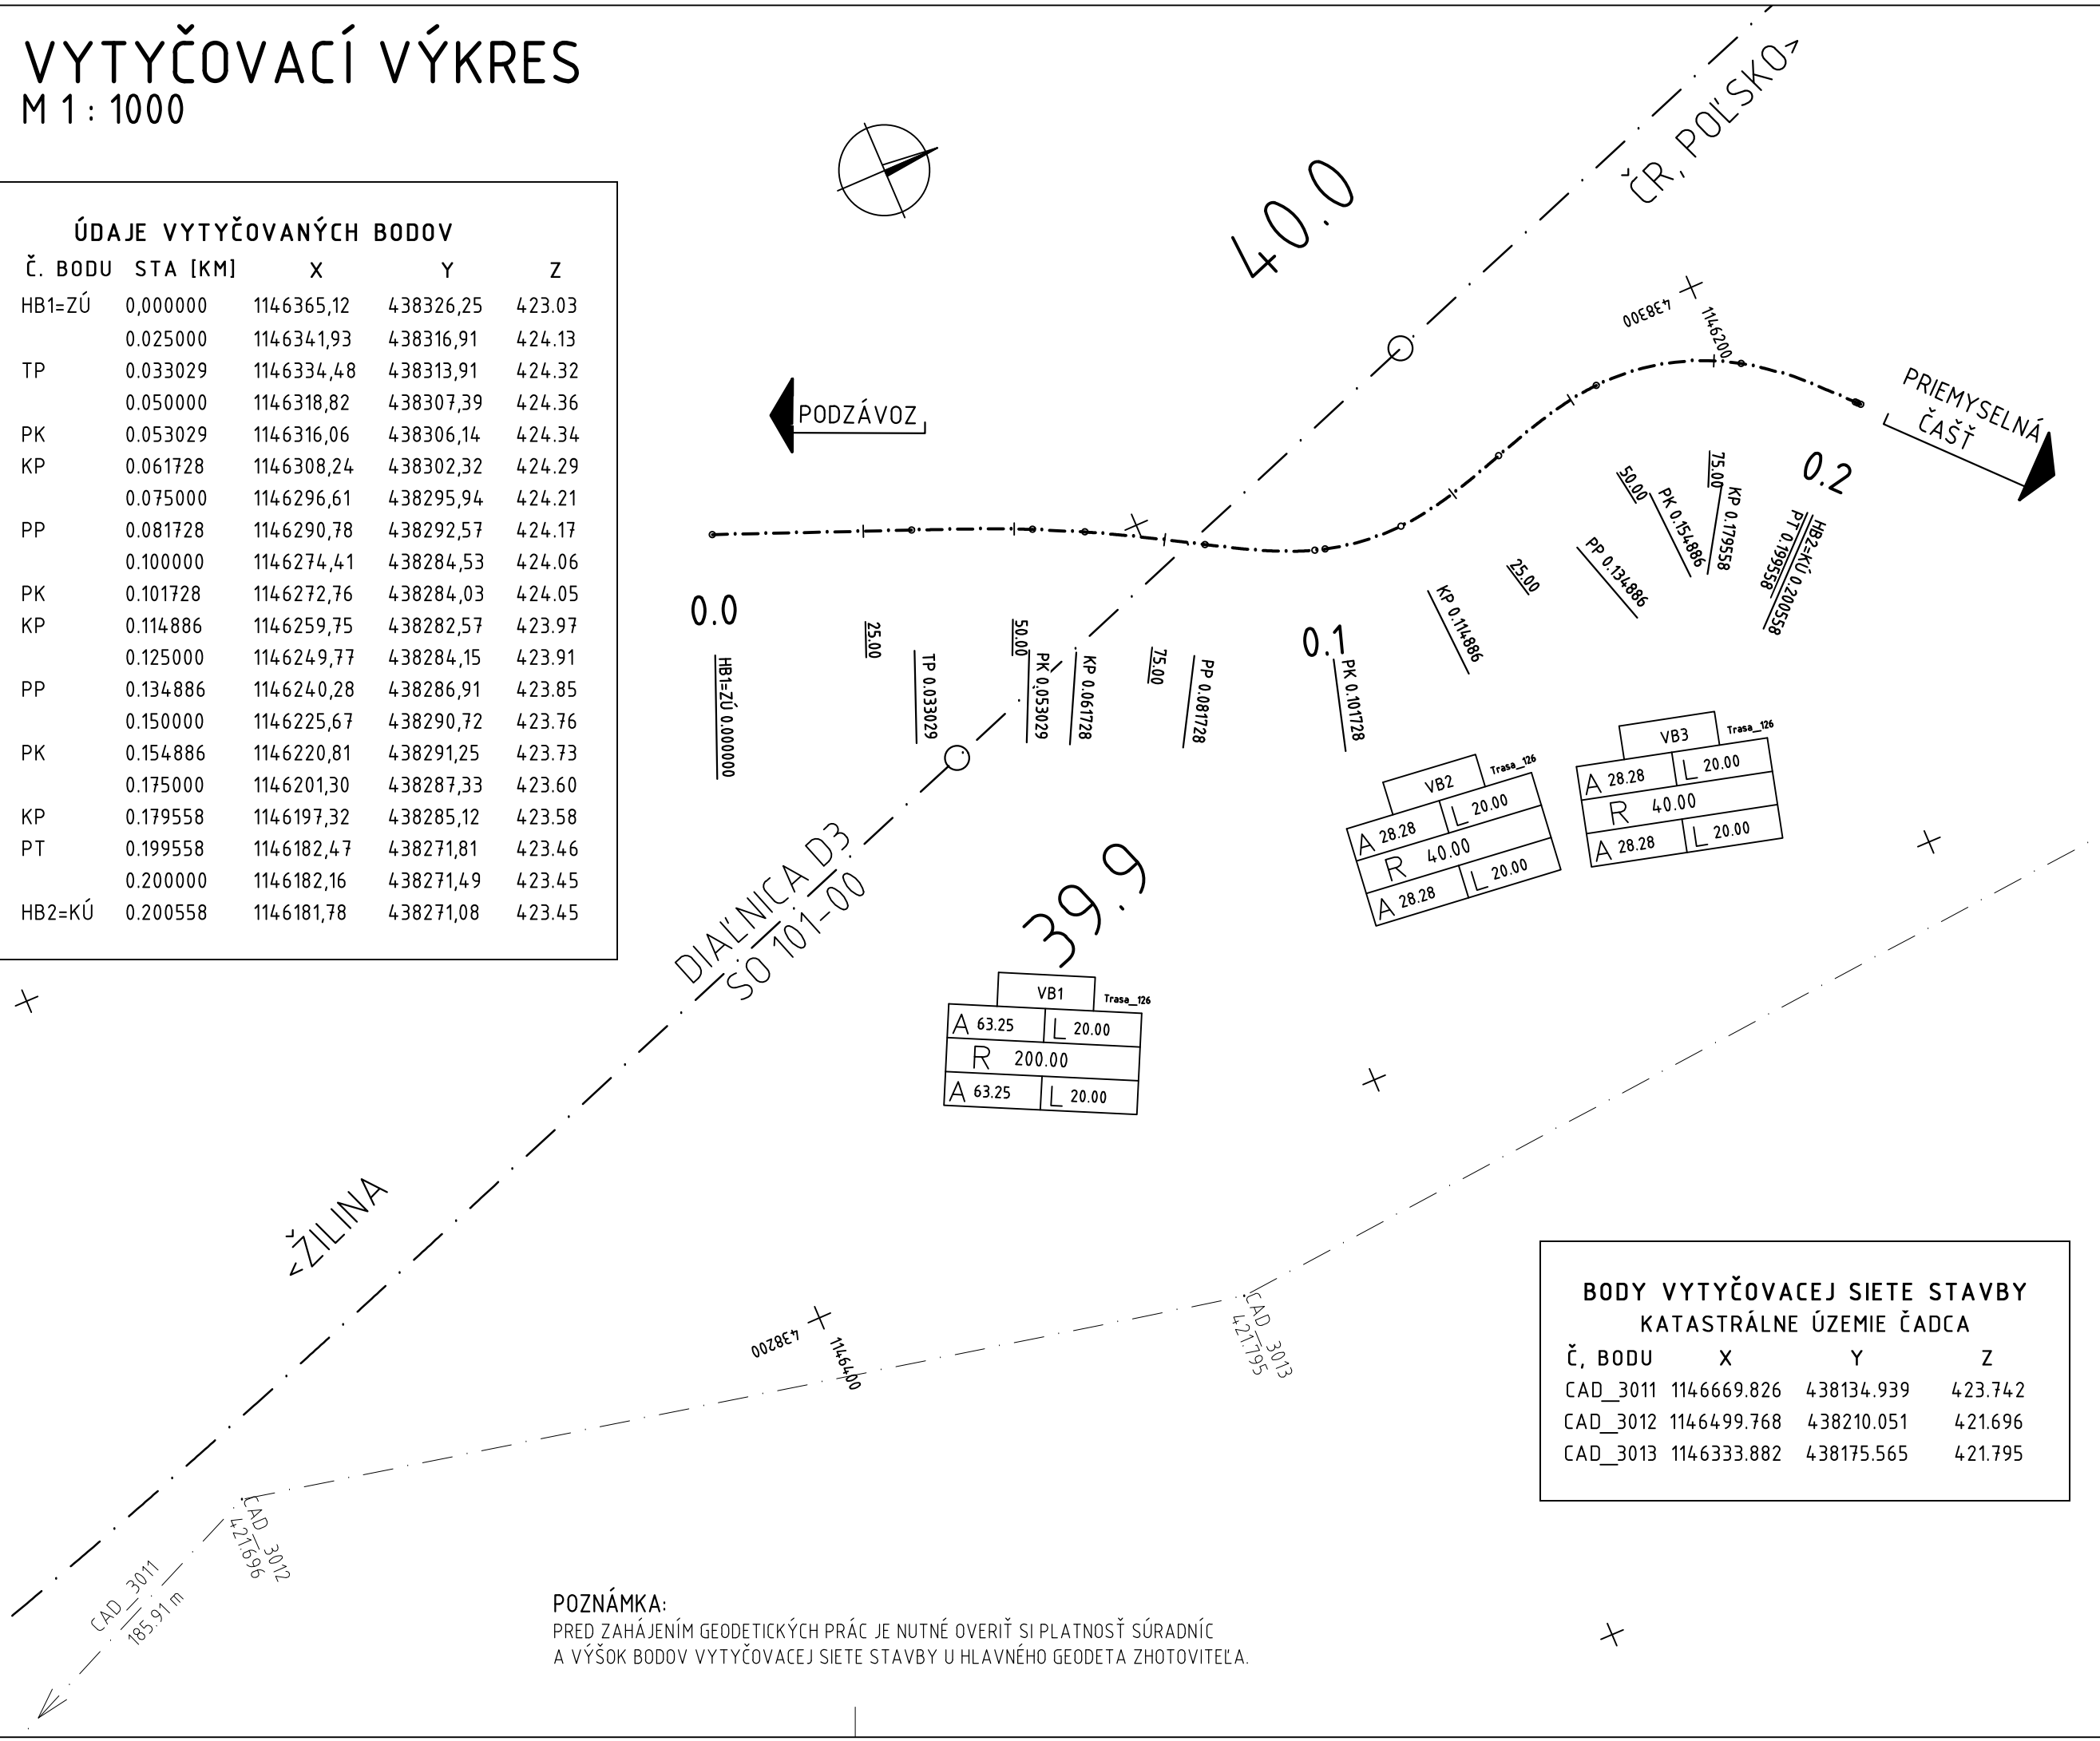 VYTYČOVACÍ VÝKRES
M 1 : 1000
ÚDAJE VYTYČOVANÝCH BODOV
Č. BODU STA [KM] X Y Z
HB1=ZÚ 0,000000 1146365,12 438326,25 423.03
0.025000 1146341,93 438316,91 424.13
TP 0.033029 1146334,48 438313,91 424.32
0.050000 1146318,82 438307,39 424.36
PK 0.053029 1146316,06 438306,14 424.34
KP 0.061728 1146308,24 438302,32 424.29
0.075000 1146296,61 438295,94 424.21
PP 0.081728 1146290,78 438292,57 424.17
0.100000 1146274,41 438284,53 424.06
PK 0.101728 1146272,76 438284,03 424.05
KP 0.114886 1146259,75 438282,57 423.97
0.125000 1146249,77 438284,15 423.91
PP 0.134886 1146240,28 438286,91 423.85
0.150000 1146225,67 438290,72 423.76
PK 0.154886 1146220,81 438291,25 423.73
0.175000 1146201,30 438287,33 423.60
KP 0.179558 1146197,32 438285,12 423.58
PT 0.199558 1146182,47 438271,81 423.46
0.200000 1146182,16 438271,49 423.45
HB2=KÚ 0.200558 1146181,78 438271,08 423.45
ČR, POĽSKO>
40.0
438300
1146200
PODZÁVOZ
PRIEMYSELNÁ
ČAŠŤ
0.0
HB1=ZÚ 0.000000
25.00
TP 0.033029
50.00
PK 0.053029
KP 0.061728
75.00
PP 0.081728
0.1
PK 0.101728
KP 0.114886
25.00
PP 0.134886
50.00
PK 0.154886
75.00
KP 0.179558
0.2
PT 0.199558
HB2=KÚ 0.200558
VB2 Trasa_126
A 28.28 L 20.00
R 40.00
A 28.28 L 20.00
VB3 Trasa_126
A 28.28 L 20.00
R 40.00
A 28.28 L 20.00
DIAĽNICA D3
SO 101-00
39.9
VB1 Trasa_126
A 63.25 L 20.00
R 200.00
A 63.25 L 20.00
<ŽILINA
438200
1146400
CAD_3013
421.795
CAD_3012
421.696
CAD_3011
185.91 m
BODY VYTYČOVACEJ SIETE STAVBY
KATASTRÁLNE ÚZEMIE ČADCA
Č, BODU X Y Z
CAD_3011 1146669.826 438134.939 423.742
CAD_3012 1146499.768 438210.051 421.696
CAD_3013 1146333.882 438175.565 421.795
POZNÁMKA:
PRED ZAHÁJENÍM GEODETICKÝCH PRÁC JE NUTNÉ OVERIŤ SI PLATNOSŤ SÚRADNÍC
A VÝŠOK BODOV VYTYČOVACEJ SIETE STAVBY U HLAVNÉHO GEODETA ZHOTOVITEĽA.